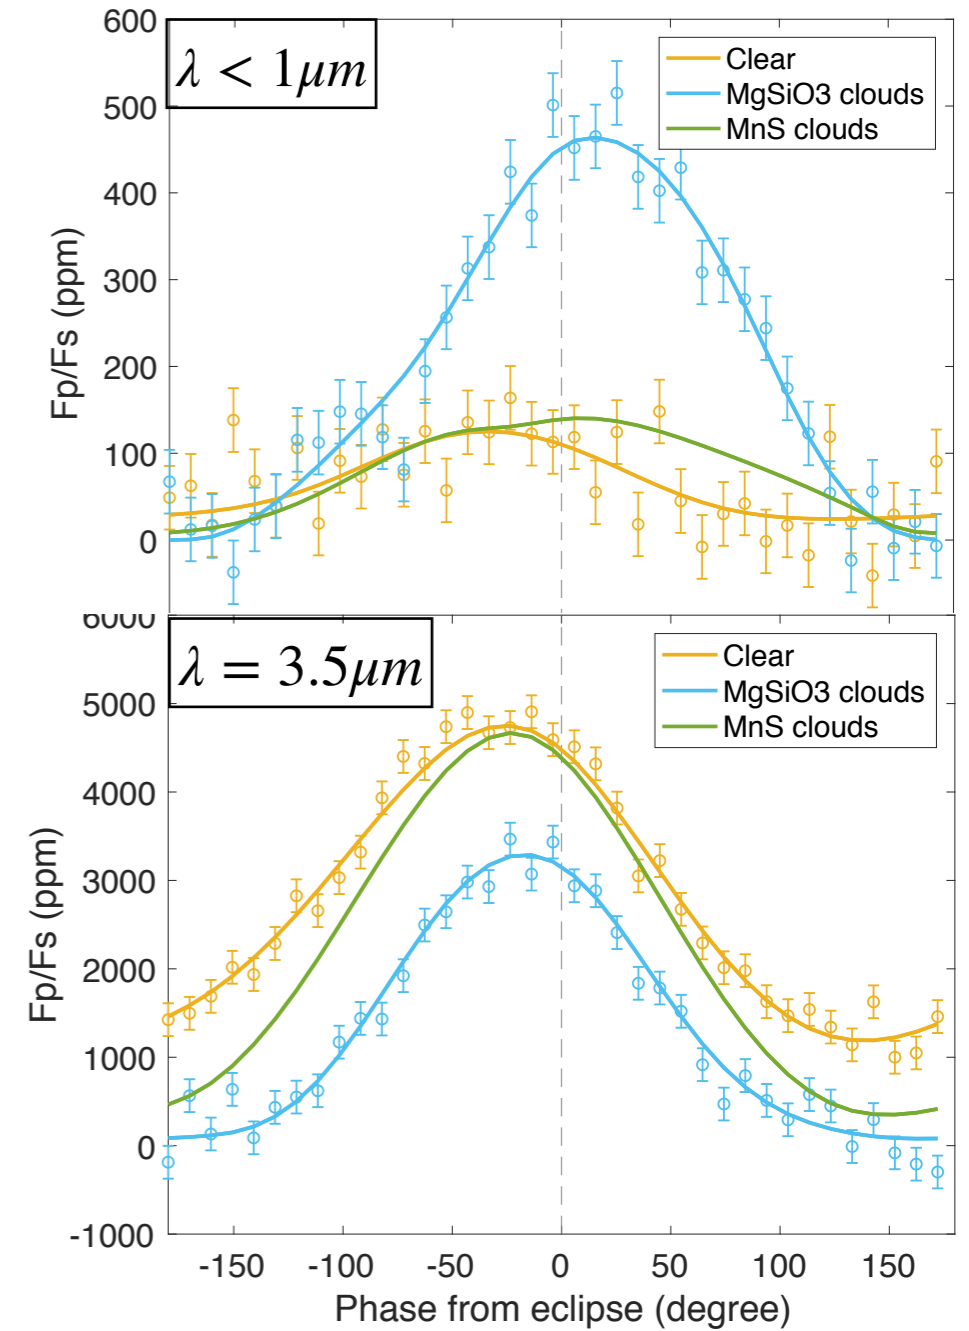 600
λ < 1μm
Clear
MgSiO3 clouds
MnS clouds
500
400
300
200
100
0
Fp/Fs (ppm)
6000
λ = 3.5μm
Clear
MgSiO3 clouds
MnS clouds
5000
4000
3000
2000
1000
0
-1000
Fp/Fs (ppm)
-150 -100 -50 0 50 100 150
Phase from eclipse (degree)